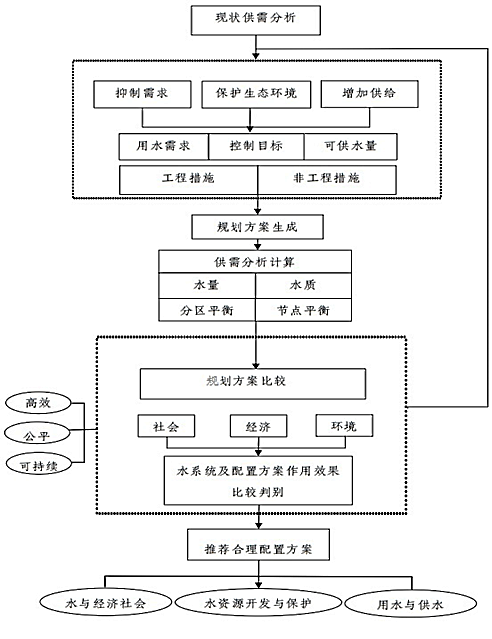 现状供需分析
抑制需求 保护生态环境 增加供给
用水需求 控制目标 可供水量
工程措施 非工程措施
规划方案生成
供需分析计算
水量 水质
分区平衡 节点平衡
规划方案比较
高效
公平
可持续
社会 经济 环境
水系统及配置方案作用效果
比较判别
推荐合理配置方案
水与经济社会 水资源开发与保护 用水与供水